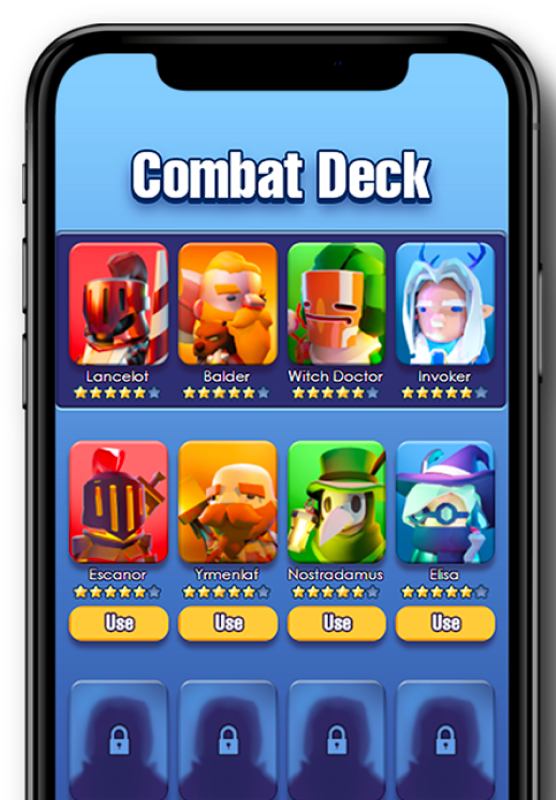 Combat Deck
Lancelot Balder Witch Doctor Invoker
Escanor Yrmenlaf Nostradamus Elisa
Use Use Use Use